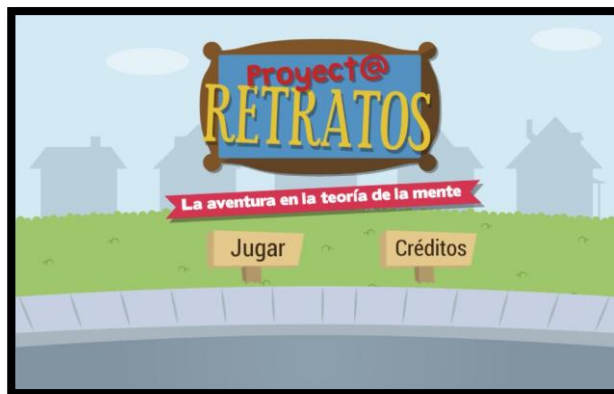 Proyect@
RETRATOS
La aventura en la teoría de la mente
Jugar
Créditos